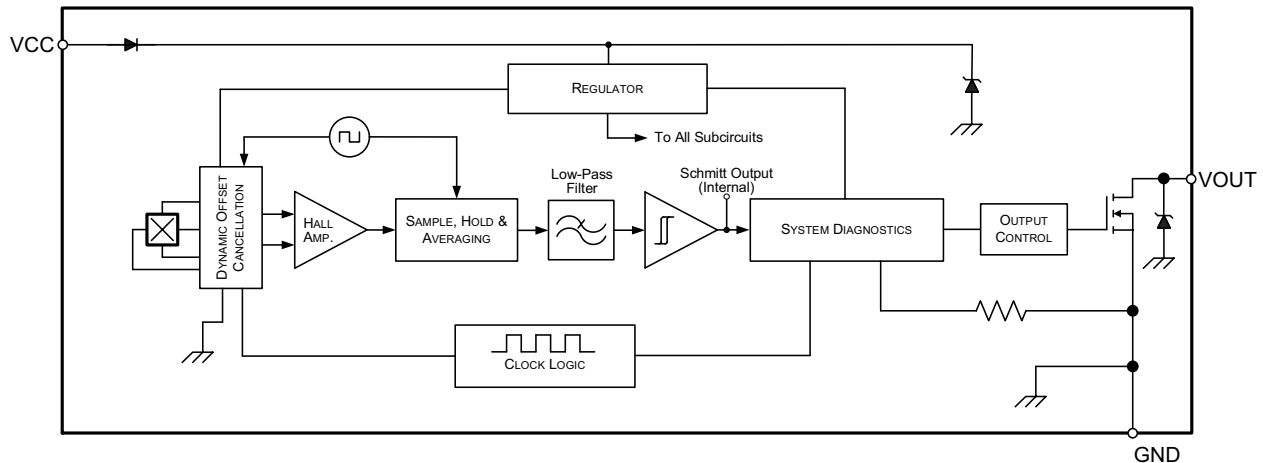 VCC
REGULATOR
To All Subcircuits
Low-Pass
Filter
Schmitt Output
(Internal)
VOUT
DYNAMIC OFFSET
CANCELLATION
HALL
AMP.
SAMPLE, HOLD &
AVERAGING
SYSTEM DIAGNOSTICS
OUTPUT
CONTROL
CLOCK LOGIC
GND